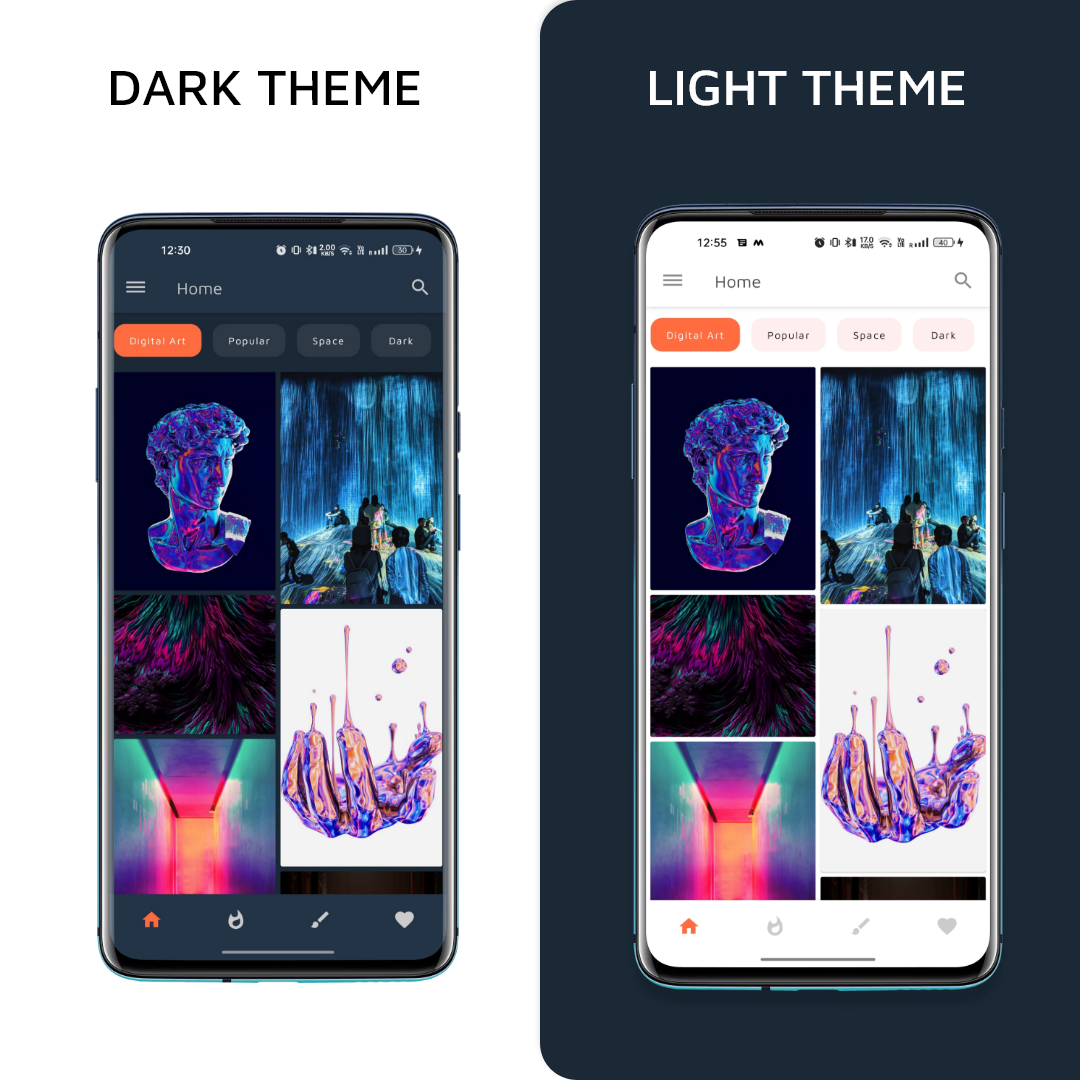 DARK THEME
12:30
2.00
KB/S
30
Home
Digital Art
Popular
Space
Dark
LIGHT THEME
12:55
17.0
KB/S
40
Home
Digital Art
Popular
Space
Dark